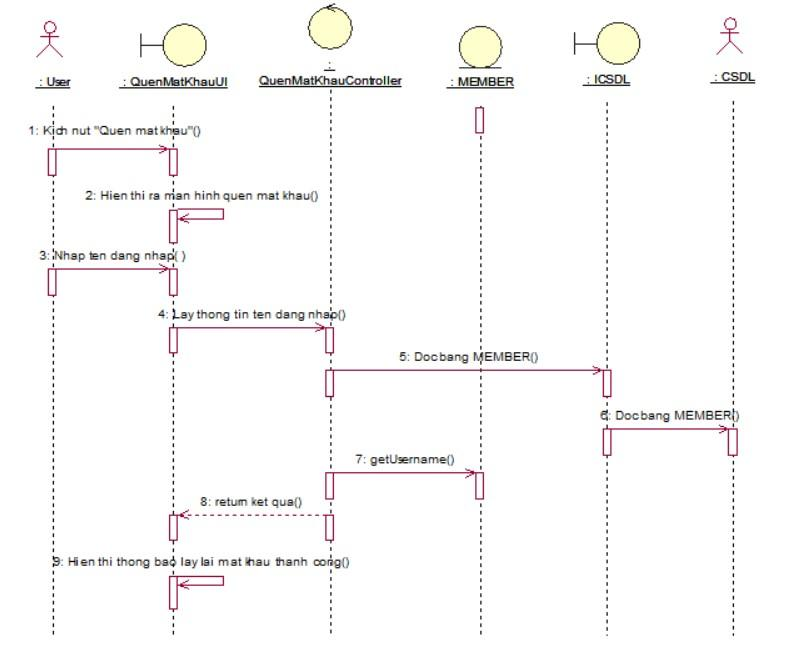 : User
: QuenMatKhauUI
:
QuenMatKhauController
: MEMBER
: ICSDL
: CSDL
1: Kich nut "Quen mat khau"()
2: Hien thi ra man hinh quen mat khau()
3: Nhap ten dang nhap( )
4: Lay thong tin ten dang nhap()
5: Doc bang MEMBER()
6: Doc bang MEMBER()
7: getUsername()
8: return ket qua()
9: Hien thi thong bao lay lai mat khau thanh cong()